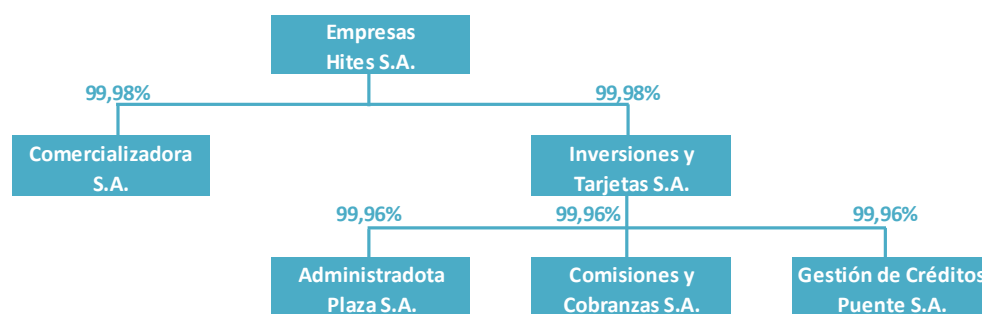 Empresas
Hites S.A.
99,98%
99,98%
Comercializadora
S.A.
Inversiones y
Tarjetas S.A.
99,96%
99,96%
99,96%
Administradota
Plaza S.A.
Comisiones y
Cobranzas S.A.
Gestión de Créditos
Puente S.A.